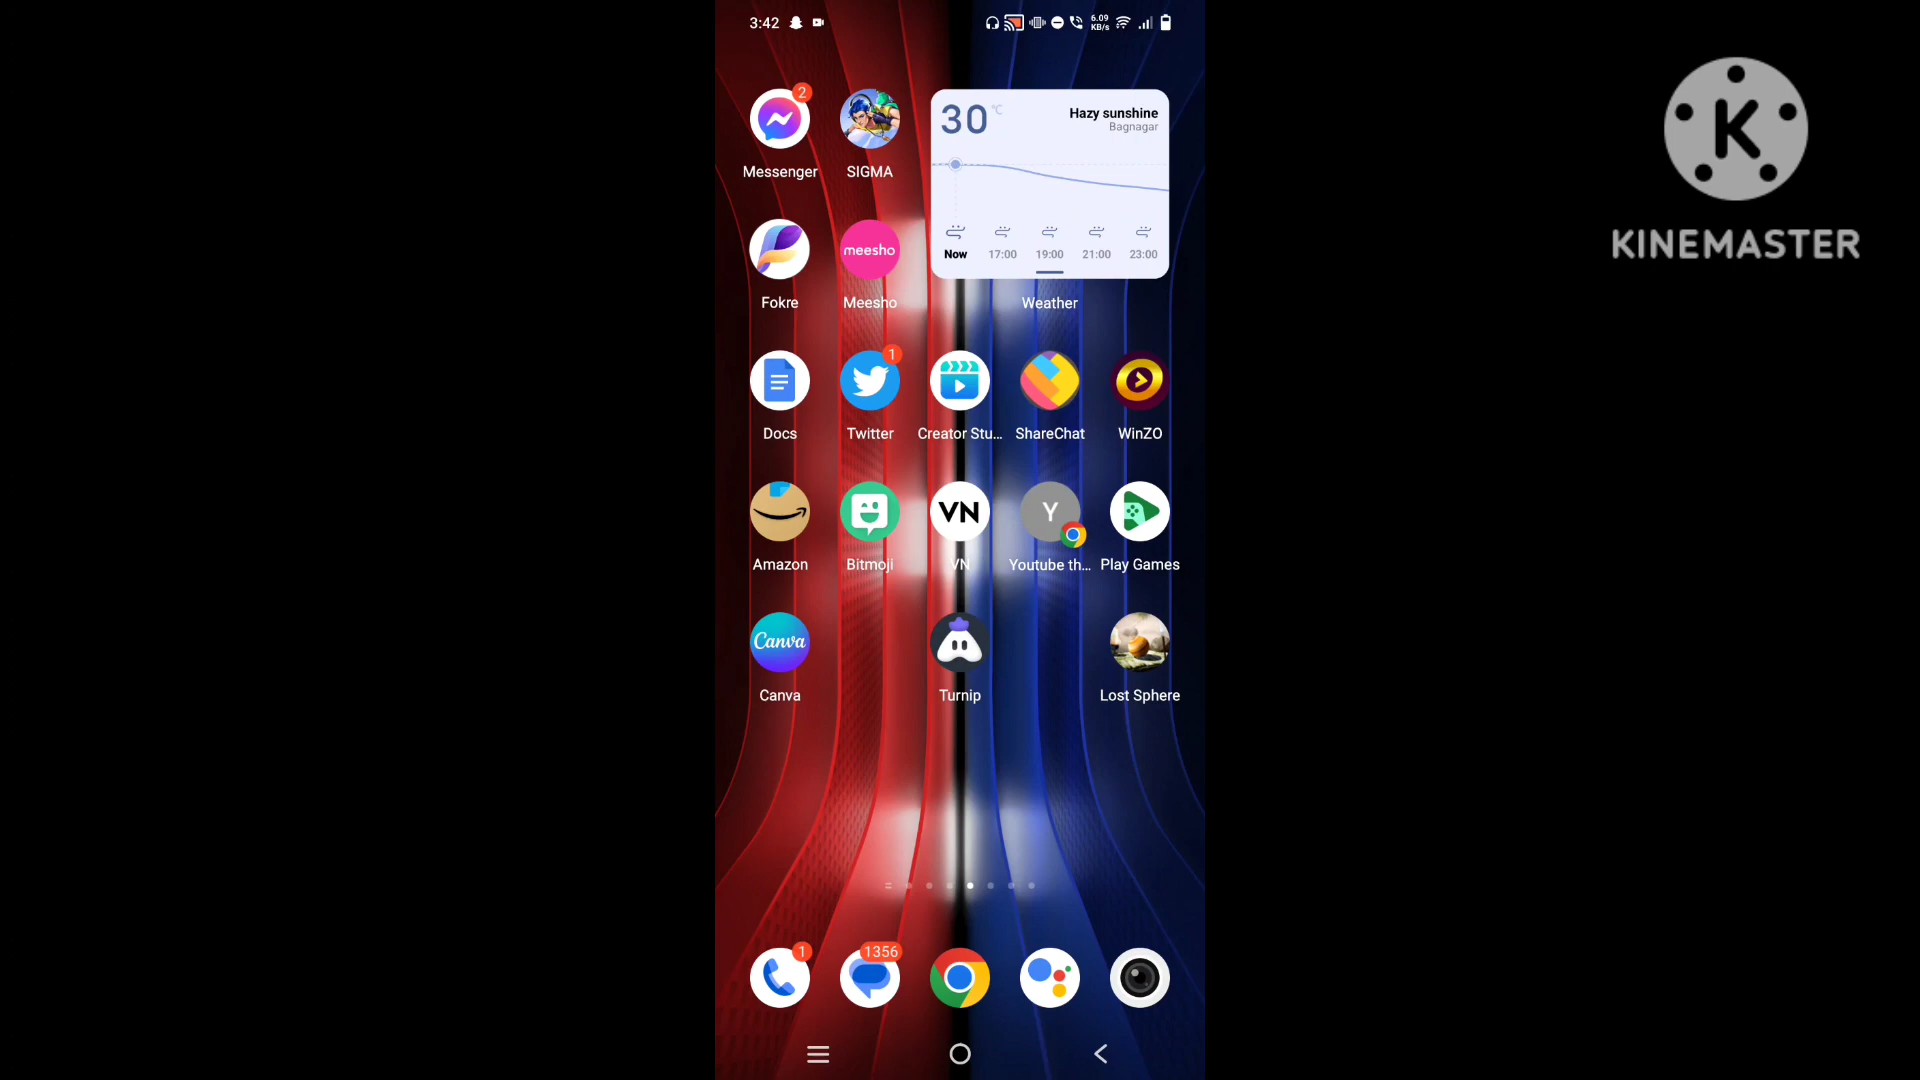 3:42
6.09
KB/s
2
30 °C
Hazy sunshine
Bagnagar
K
KINEMASTER
Messenger
SIGMA
meesho
Now
17:00
19:00
21:00
23:00
Fokre
Meesho
Weather
1
Docs
Twitter
Creator Stu...
ShareChat
WinZO
VN
Y
Amazon
Bitmoji
VN
Youtube th...
Play Games
Canva
Canva
Turnip
Lost Sphere
1
1356